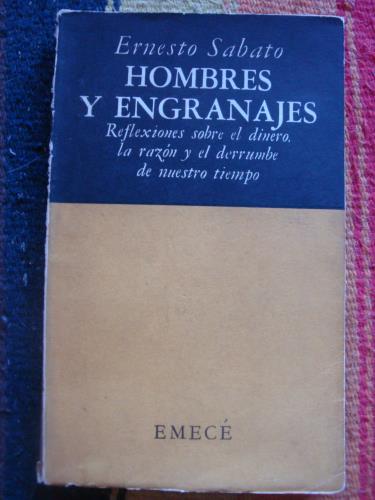 Ernesto Sabato
HOMBRES
Y ENGRANAJES
Reflexiones sobre el dinero,
la razón y el derrumbe
de nuestro tiempo
EMECÉ